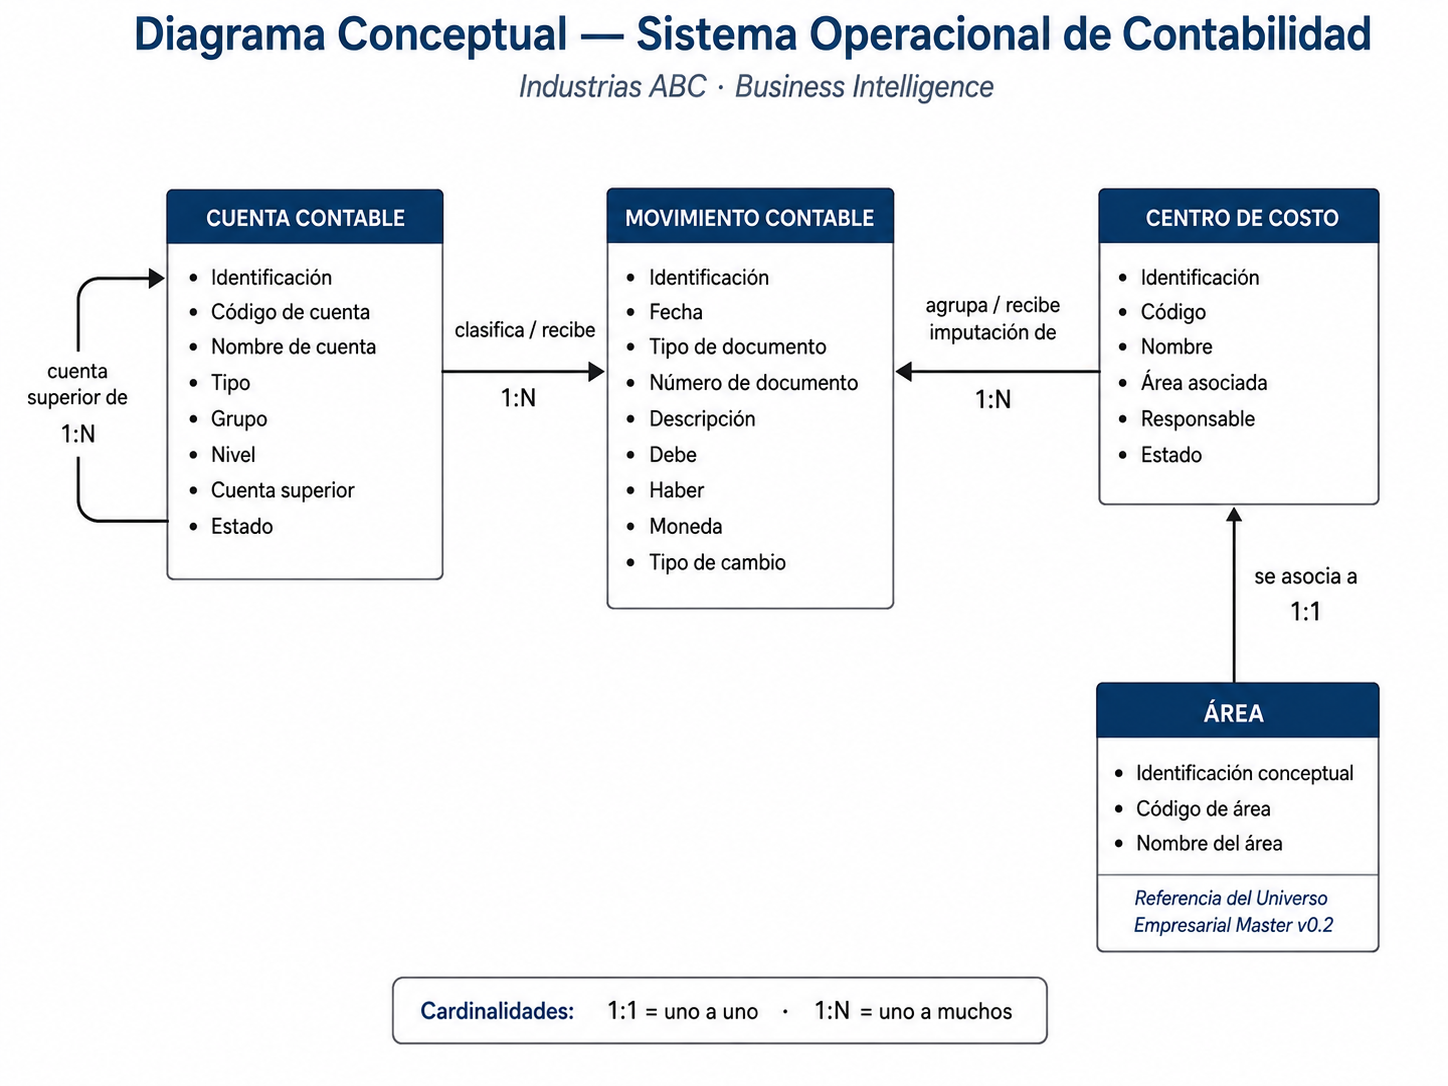 Diagrama Conceptual — Sistema Operacional de Contabilidad
Industrias ABC · Business Intelligence
cuenta
superior de
1:N
CUENTA CONTABLE
• Identificación
• Código de cuenta
• Nombre de cuenta
• Tipo
• Grupo
• Nivel
• Cuenta superior
• Estado
clasifica / recibe
1:N
MOVIMIENTO CONTABLE
• Identificación
• Fecha
• Tipo de documento
• Número de documento
• Descripción
• Debe
• Haber
• Moneda
• Tipo de cambio
agrupa / recibe
imputación de
1:N
CENTRO DE COSTO
• Identificación
• Código
• Nombre
• Área asociada
• Responsable
• Estado
se asocia a
1:1
ÁREA
• Identificación conceptual
• Código de área
• Nombre del área
Referencia del Universo
Empresarial Master v0.2
Cardinalidades: 1:1 = uno a uno · 1:N = uno a muchos